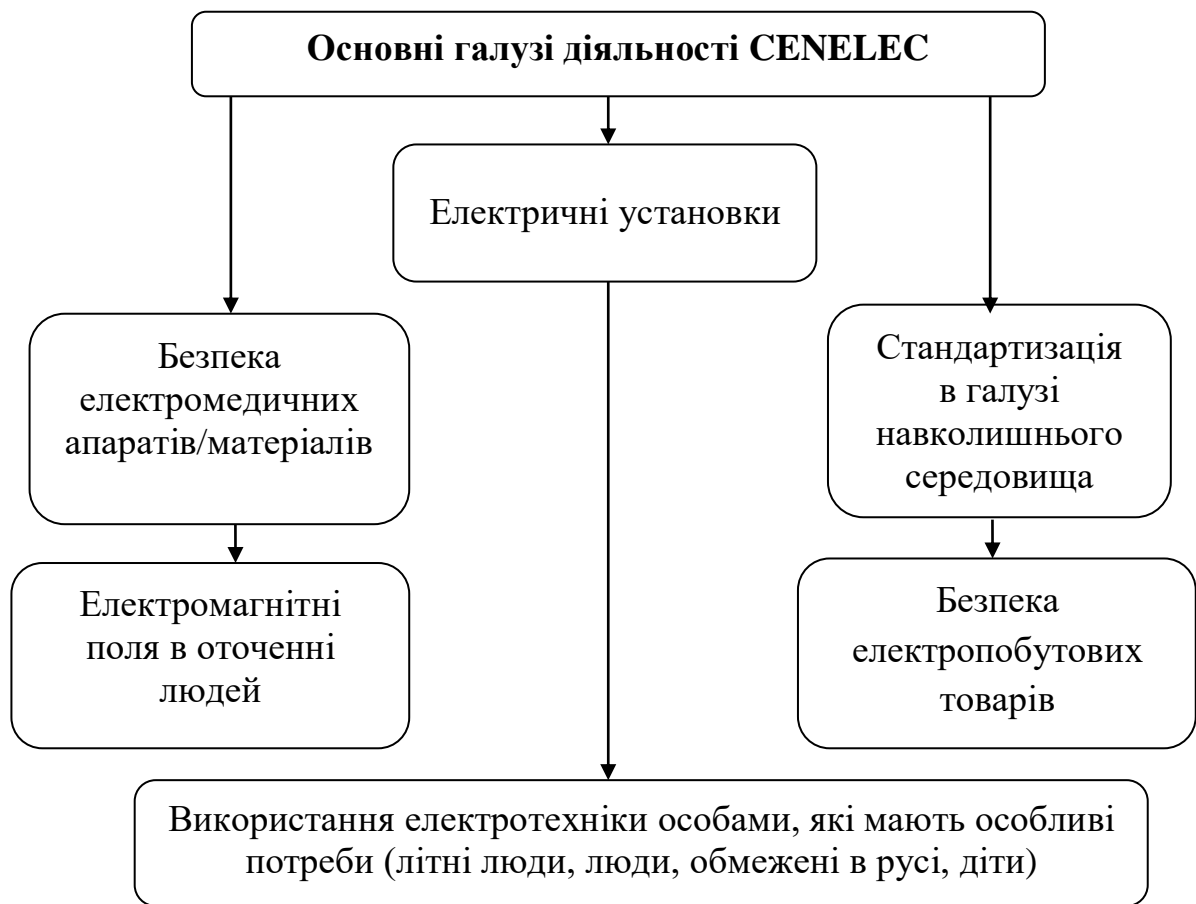 Основні галузі діяльності CENELEC
Електричні установки
Безпека
електромедичних
апаратів/матеріалів
Стандартизація
в галузі
навколишнього
середовища
Електромагнітні
поля в оточенні
людей
Безпека
електропобутових
товарів
Використання електротехніки особами, які мають особливі
потреби (літні люди, люди, обмежені в русі, діти)